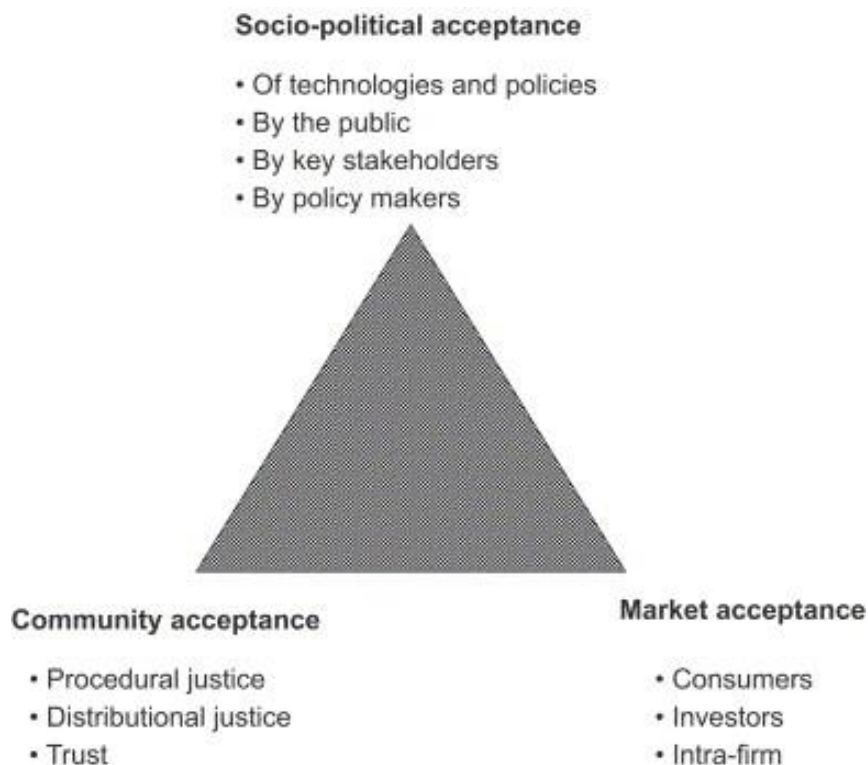 Socio-political acceptance
• Of technologies and policies
• By the public
• By key stakeholders
• By policy makers
Community acceptance
• Procedural justice
• Distributional justice
• Trust
Market acceptance
• Consumers
• Investors
• Intra-firm